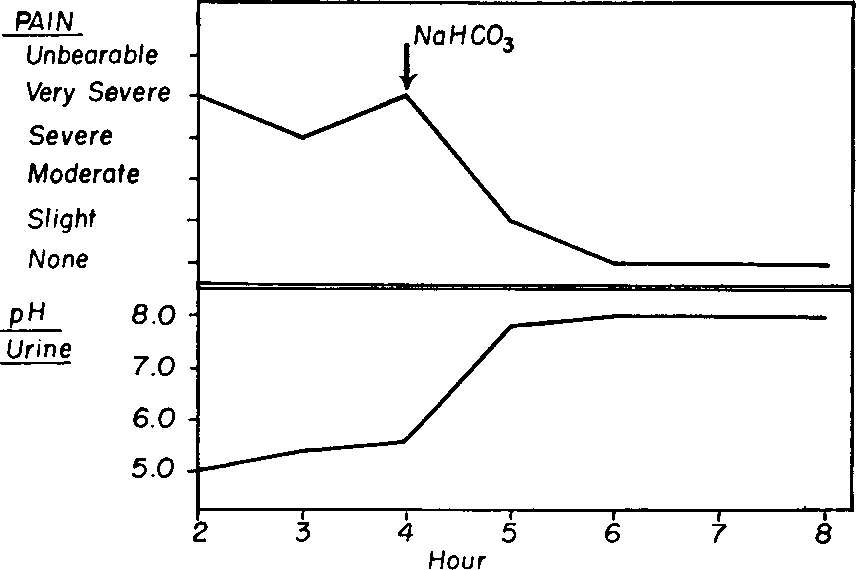 PAIN
NaHCO3
Unbearable
Very Severe
Severe
Moderate
Slight
None
pH
Urine
8.0
7.0
6.0
5.0
2 3 4 5 6 7 8
Hour